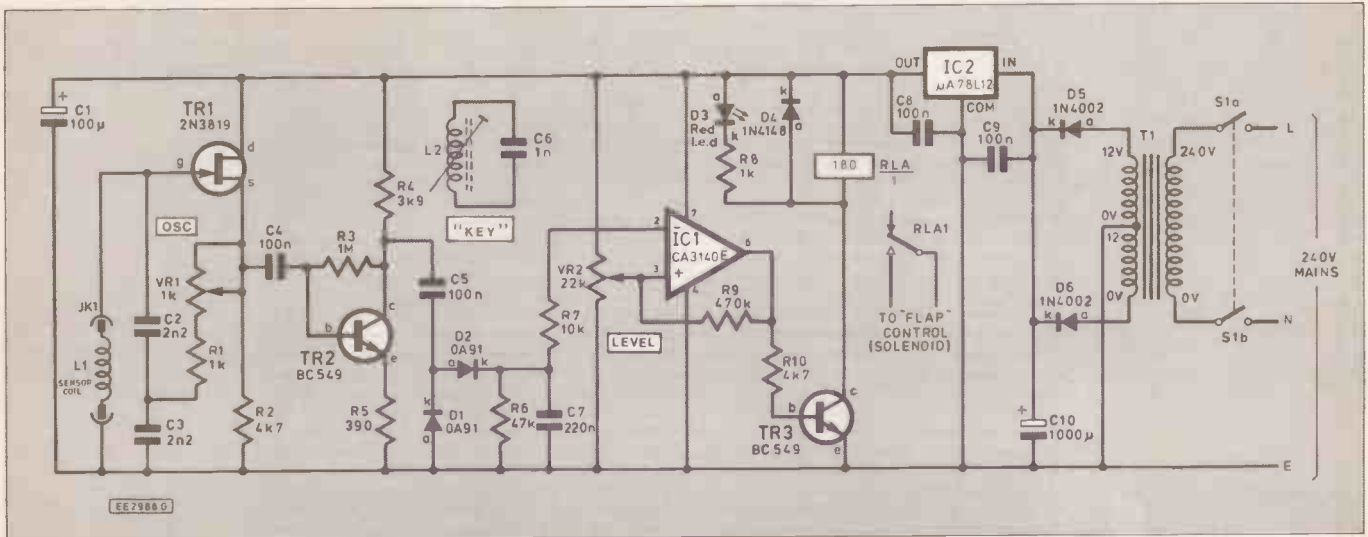 C1
100µ
TR1
2N3819
g
d
s
OSC
VR1
1k
JK1
C2
2n2
L1
SENSOR
COIL
R1
1k
C3
2n2
R2
4k7
C4
100n
R3
1M
R4
3k9
TR2
BC549
b
c
e
R5
390
L2
C6
1n
"KEY"
C5
100n
D2
0A91
a
k
k
D1
0A91
a
R6
47k
C7
220n
R7
10k
VR2
22k
LEVEL
2
3
7
IC1
CA3140E
6
4
R9
470k
R10
4k7
a
D3
Red
l.e.d
k
R8
1k
k
D4
1N4148
a
180
RLA
1
RLA1
TO "FLAP"
CONTROL
(SOLENOID)
b
c
TR3
BC549
e
OUT
IC2
µA78L12
IN
COM
C8
100n
C9
100n
D5
1N4002
k
a
D6
1N4002
k
a
C10
1000µ
T1
12V
0V
12
0V
240V
0V
S1a
L
S1b
N
E
240V
MAINS
EE7988G